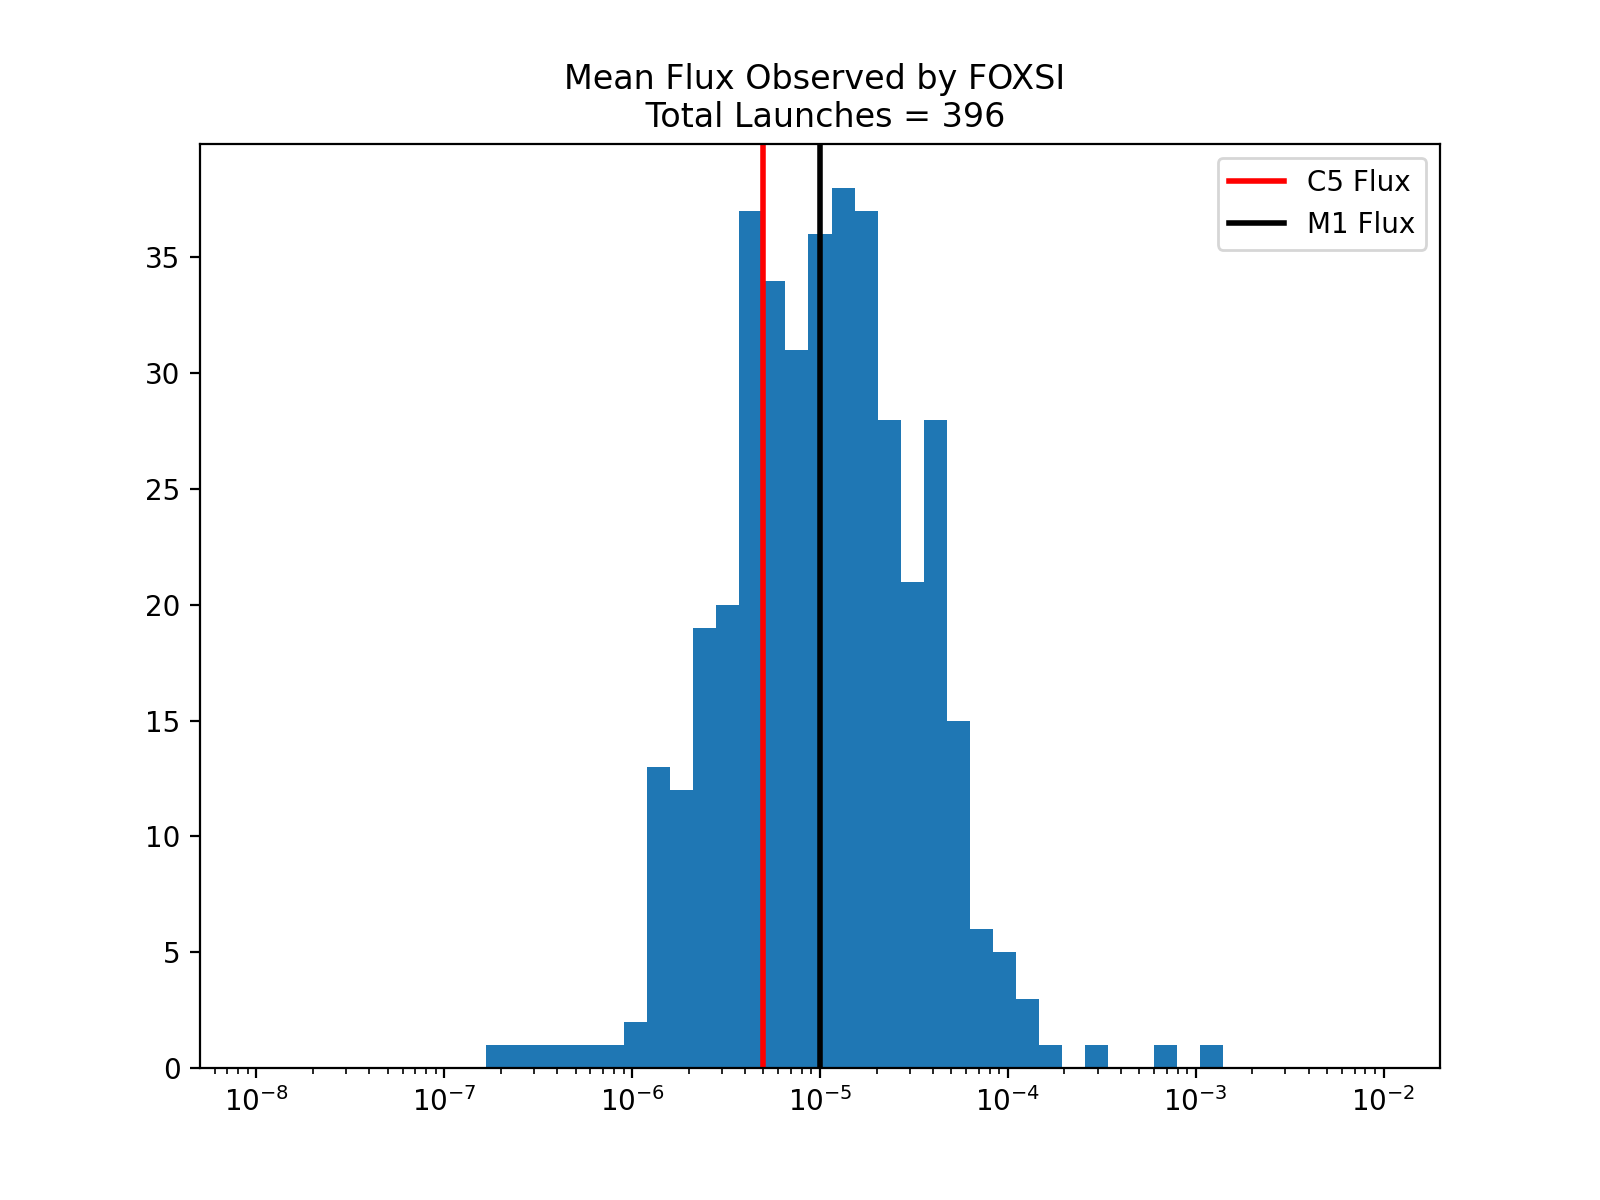 Mean Flux Observed by FOXSI
Total Launches = 396
C5 Flux
M1 Flux
35
30
25
20
15
10
5
0
10⁻⁸ 10⁻⁷ 10⁻⁶ 10⁻⁵ 10⁻⁴ 10⁻³ 10⁻²